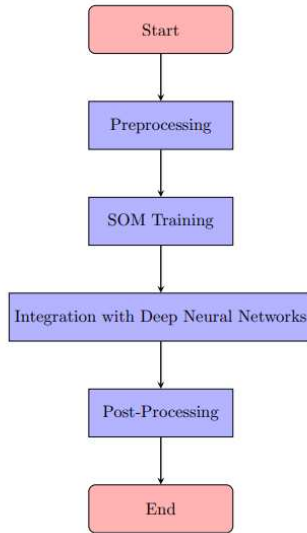 Start
Preprocessing
SOM Training
Integration with Deep Neural Networks
Post-Processing
End